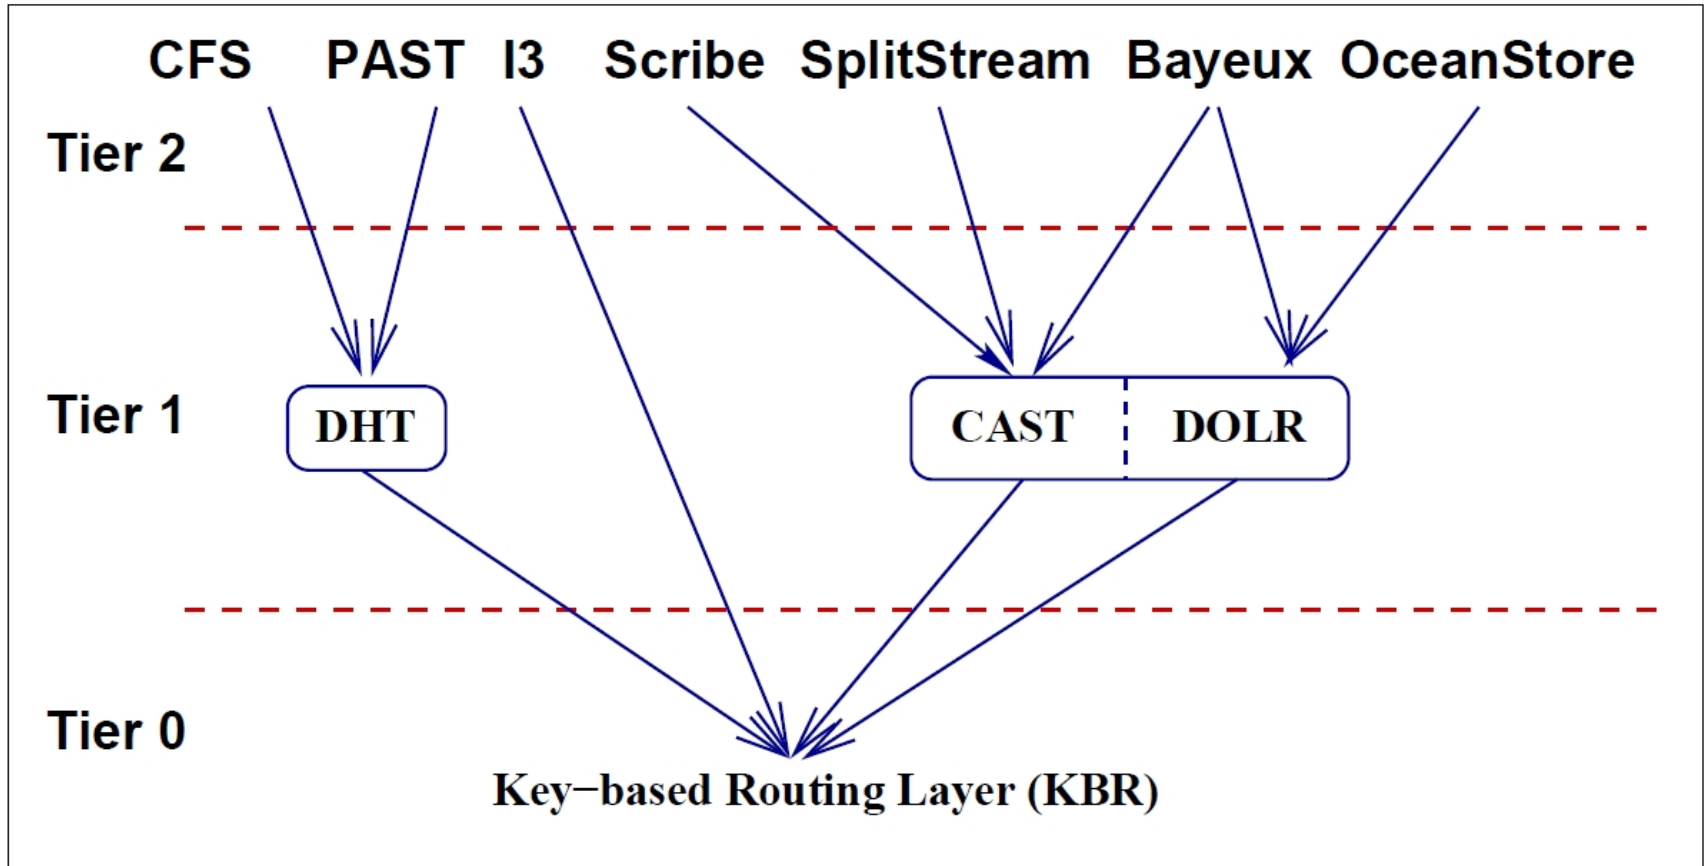 CFS PAST I3 Scribe SplitStream Bayeux OceanStore
Tier 2
Tier 1
DHT
CAST
DOLR
Tier 0
Key−based Routing Layer (KBR)